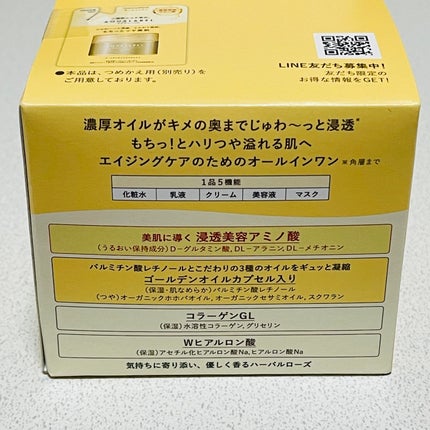 ●本品は、つめかえ用（別売り）を
ご用意しております。
LINE友だち募集中！
友だち限定の
お得な情報をGET!
濃厚オイルがキメの奥までじゅわ〜っと浸透*
もちっ！とハリつや溢れる肌へ
エイジングケアのためのオールインワン ※角層まで
1品5機能
化粧水 乳液 クリーム 美容液 マスク
美肌に導く 浸透美容アミノ酸
（うるおい保持成分）D−グルタミン酸、DL−アラニン、DL−メチオニン
パルミチン酸レチノールとこだわりの3種のオイルをギュッと凝縮
ゴールデンオイルカプセル入り
（保湿・肌なめらか）パルミチン酸レチノール
（つや）オーガニックホホバオイル、オーガニックセサミオイル、スクワラン
コラーゲンGL
（保湿）水溶性コラーゲン、グリセリン
Wヒアルロン酸
（保湿）アセチル化ヒアルロン酸Na、ヒアルロン酸Na
気持ちに寄り添い、優しく香るハーバルローズ